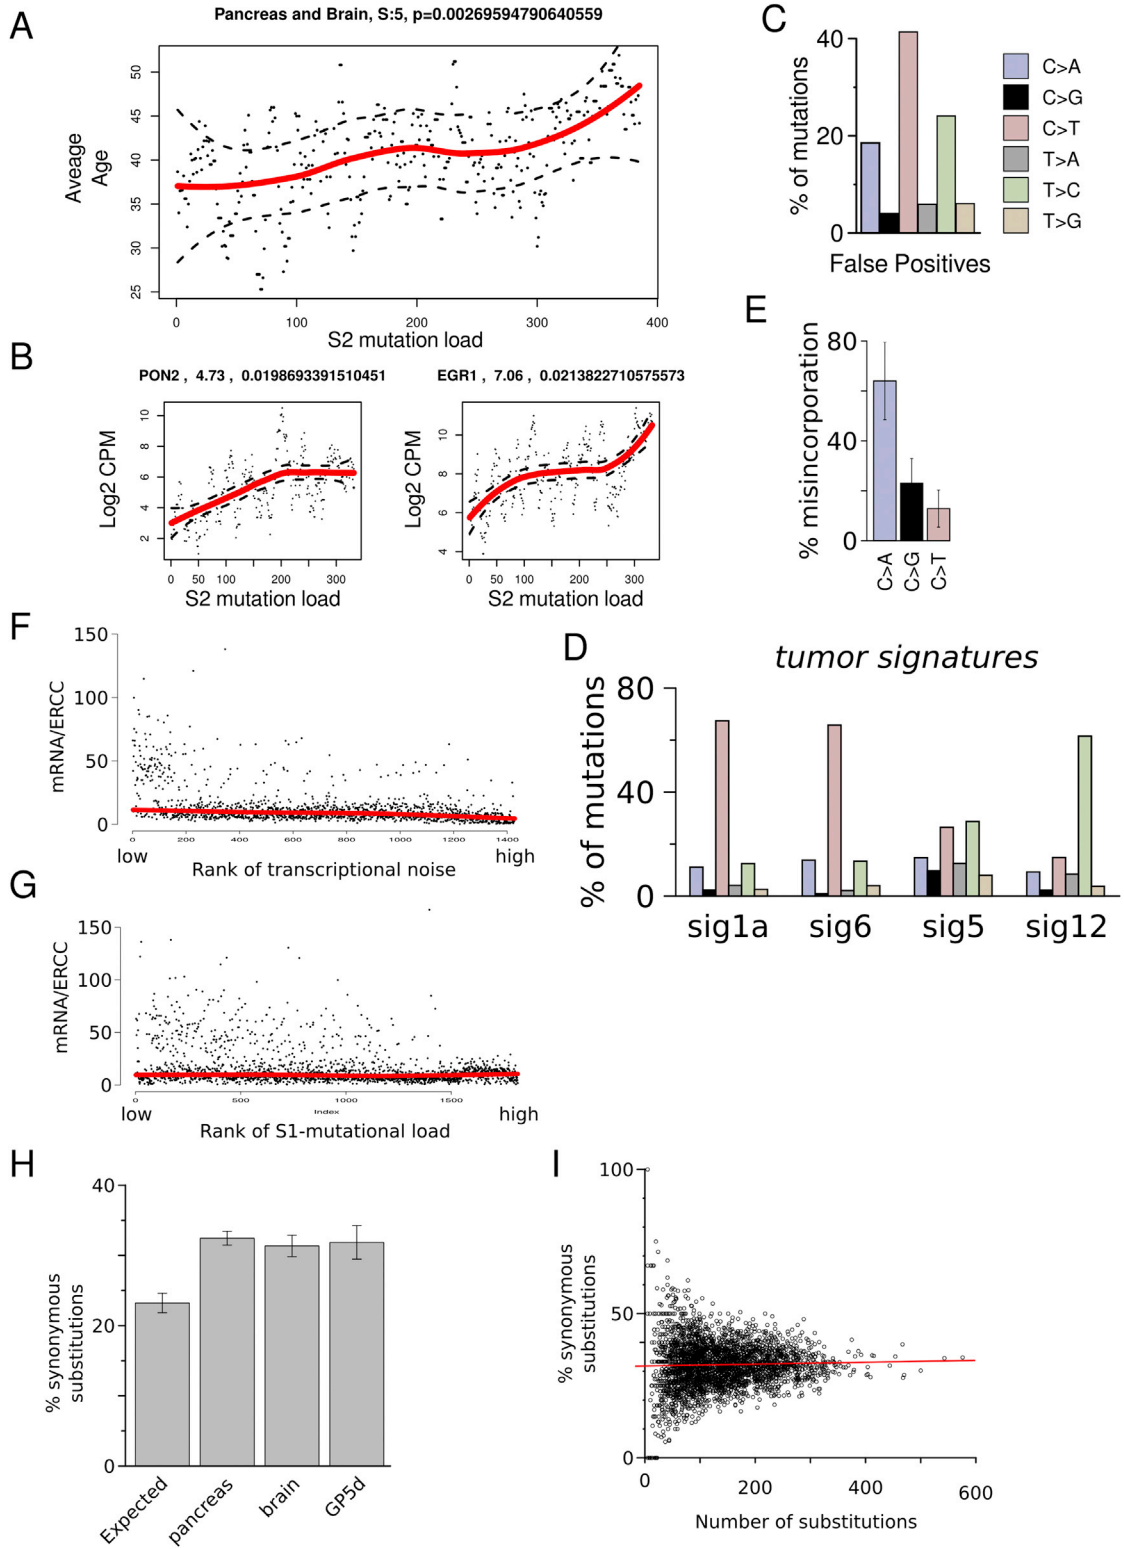 A
Pancreas and Brain, S:5, p=0.00269594790640559
Aveage
Age
50
45
40
35
30
25
0 100 200 300 400
S2 mutation load
B
PON2 , 4.73 , 0.0198693391510451
Log2 CPM
10
8
6
4
2
0 50 100 200 300
S2 mutation load
EGR1 , 7.06 , 0.0213822710575573
Log2 CPM
10
8
6
4
0 50 100 200 300
S2 mutation load
C
% of mutations
40
20
0
False Positives
C>A
C>G
C>T
T>A
T>C
T>G
E
% misincorporation
80
40
0
C>A
C>G
C>T
D
tumor signatures
% of mutations
80
40
0
sig1a sig6 sig5 sig12
F
mRNA/ERCC
150
100
50
0
0 200 400 600 800 1000 1200 1400
low high
Rank of transcriptional noise
G
mRNA/ERCC
150
100
50
0
0 500 1000 1500
Index
low high
Rank of S1-mutational load
H
% synonymous
substitutions
40
20
0
Expected
pancreas
brain
GP5d
I
% synonymous
substitutions
100
50
0
0 200 400 600
Number of substitutions